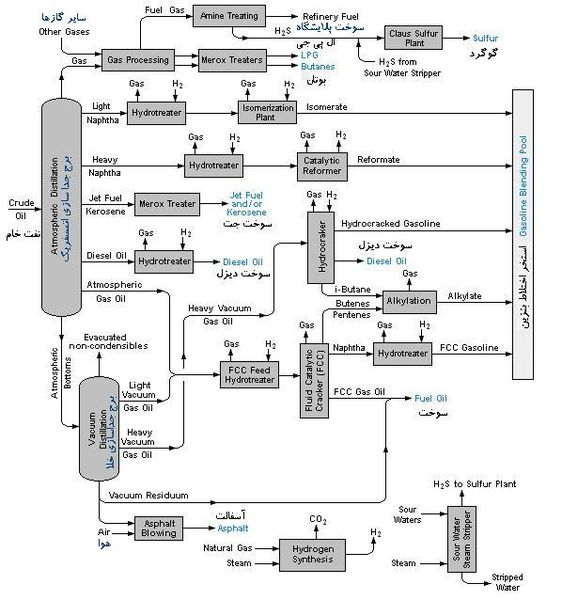 Fuel Gas
Amine Treating
Refinery Fuel
سوخت پالایشگاه
سایر گازها
Other Gases
H₂S
ال پی جی
Claus Sulfur
Plant
Sulfur
گوگرد
Gas
Gas Processing
Merox Treaters
LPG
Butanes
بوتان
H₂S from
Sour Water Stripper
Light
Naphtha
Gas
H₂
Hydrotreater
Gas
H₂
Isomerization
Plant
Isomerate
Heavy
Naphtha
Gas
H₂
Hydrotreater
Gas
H₂
Catalytic
Reformer
Reformate
Crude
Oil
نفت خام
Atmospheric Distillation
برج جداسازی اتمسفریک
Jet Fuel
Kerosene
Merox Treater
Jet Fuel
and/or
Kerosene
سوخت جت
Gas
H₂
Hydrocraker
Hydrocracked Gasoline
سوخت دیزل
Diesel Oil
Diesel Oil
Gas
H₂
Hydrotreater
Diesel Oil
سوخت دیزل
Gasoline Blending Pool
استخر اختلاط بنزین
Atmospheric
Gas Oil
Heavy Vacuum
Gas Oil
i-Butane
Butenes
Pentenes
Gas
Alkylation
Alkylate
Atmospheric
Bottoms
Evacuated
non-condensibles
Gas
H₂
FCC Feed
Hydrotreater
Gas
Fluid Catalytic
Cracker (FCC)
Naphtha
Gas
H₂
Hydrotreater
FCC Gasoline
Vacuum
Distillation
برج جداسازی خلا
Light
Vacuum
Gas Oil
FCC Gas Oil
Fuel Oil
سوخت
Heavy
Vacuum
Gas Oil
Vacuum Residuum
Air
هوا
Asphalt
Blowing
آسفالت
Asphalt
CO₂
Natural Gas
Steam
Hydrogen
Synthesis
H₂
H₂S to Sulfur Plant
Sour
Waters
Steam
Sour Water
Steam Stripper
Stripped
Water